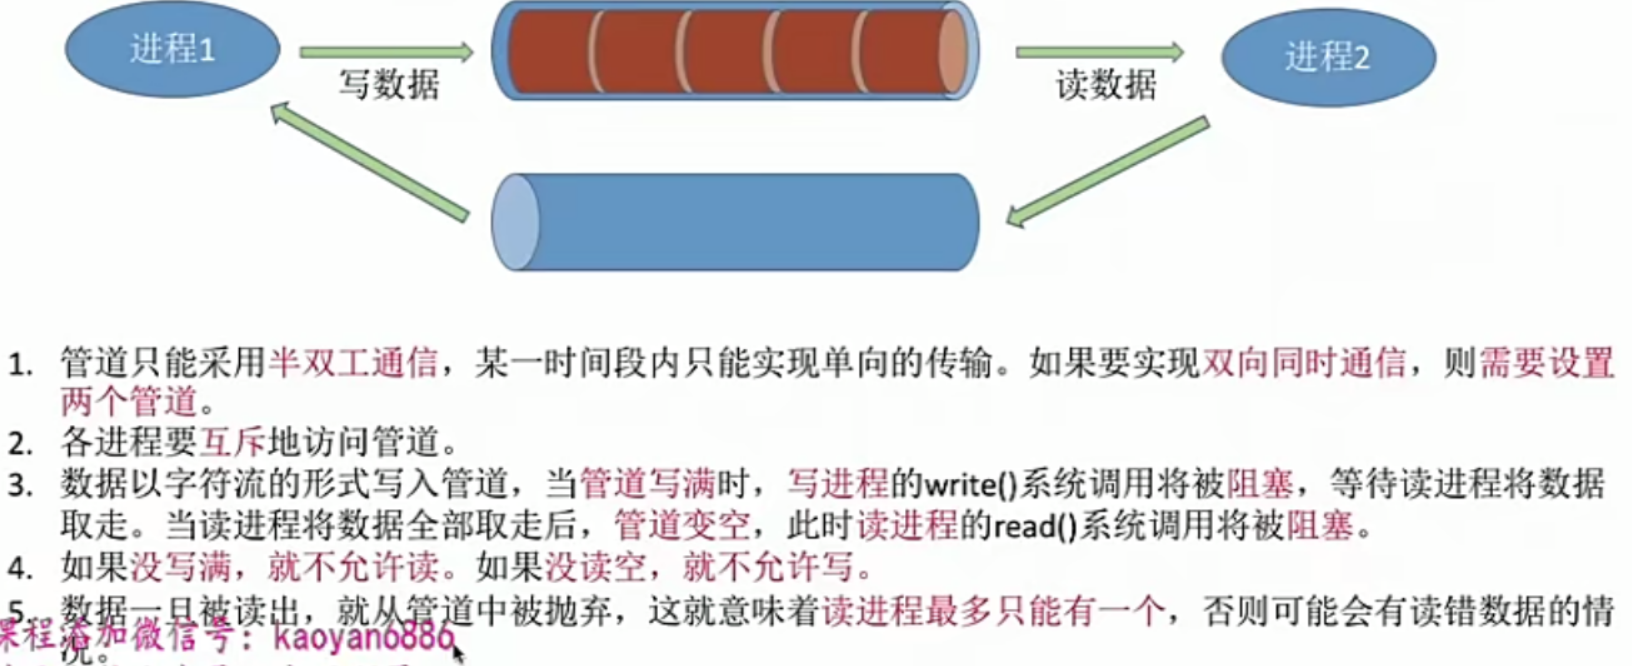 进程1
写数据
读数据
进程2
1. 管道只能采用半双工通信，某一时间段内只能实现单向的传输。如果要实现双向同时通信，则需要设置
两个管道。
2. 各进程要互斥地访问管道。
3. 数据以字符流的形式写入管道，当管道写满时，写进程的write()系统调用将被阻塞，等待读进程将数据
取走。当读进程将数据全部取走后，管道变空，此时读进程的read()系统调用将被阻塞。
4. 如果没写满，就不允许读。如果没读空，就不允许写。
5. 数据一旦被读出，就从管道中被抛弃，这就意味着读进程最多只能有一个，否则可能会有读错数据的情
况。
课程添加微信号：kaoyan6886